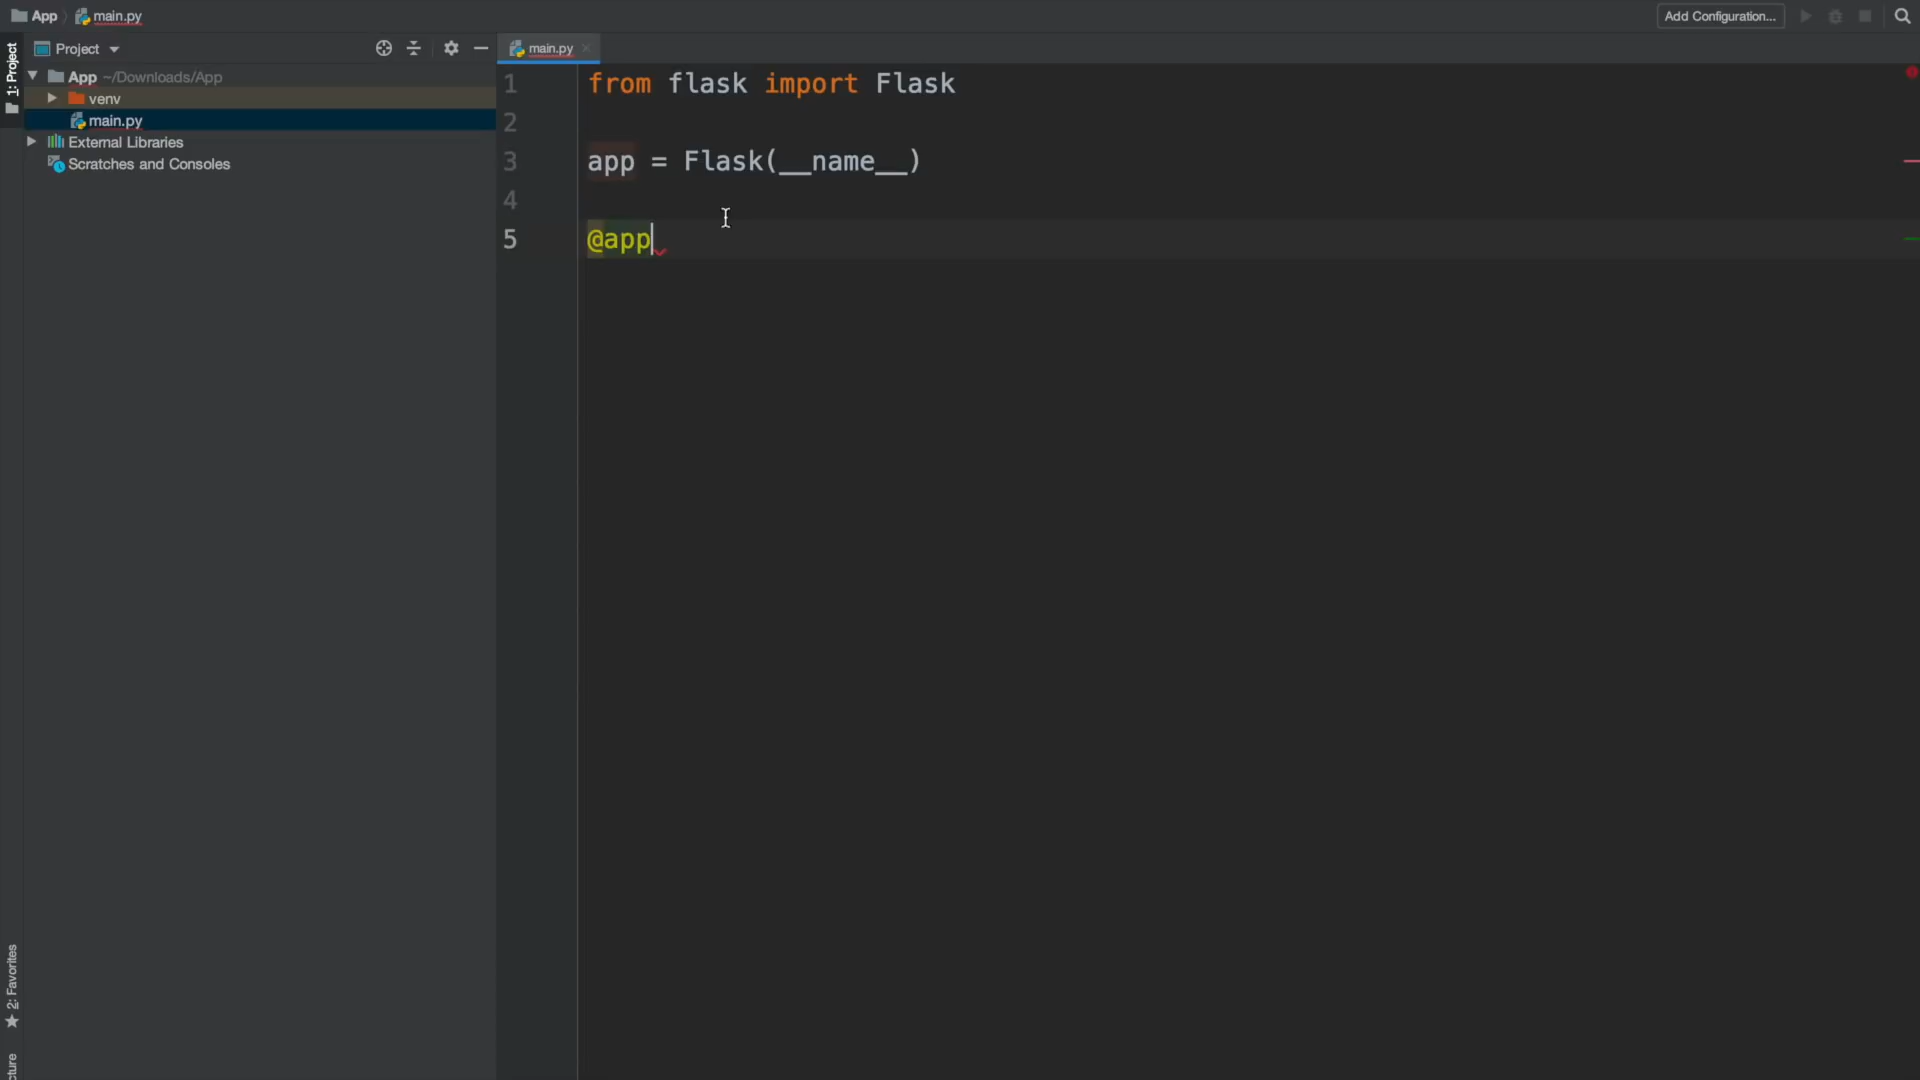 App main.py
Add Configuration...
1: Project
Project
main.py
App ~/Downloads/App
venv
main.py
External Libraries
Scratches and Consoles
1 from flask import Flask
2
3 app = Flask(__name__)
4
5 @app
2: Favorites
cture